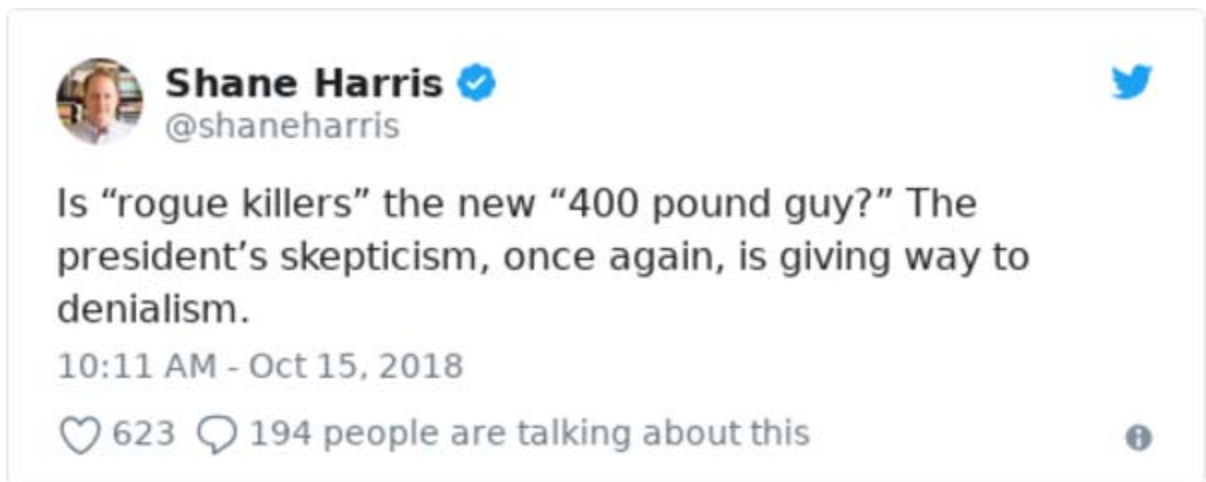 Shane Harris
@shaneharris
Is “rogue killers” the new “400 pound guy?” The
president’s skepticism, once again, is giving way to
denialism.
10:11 AM - Oct 15, 2018
623 194 people are talking about this